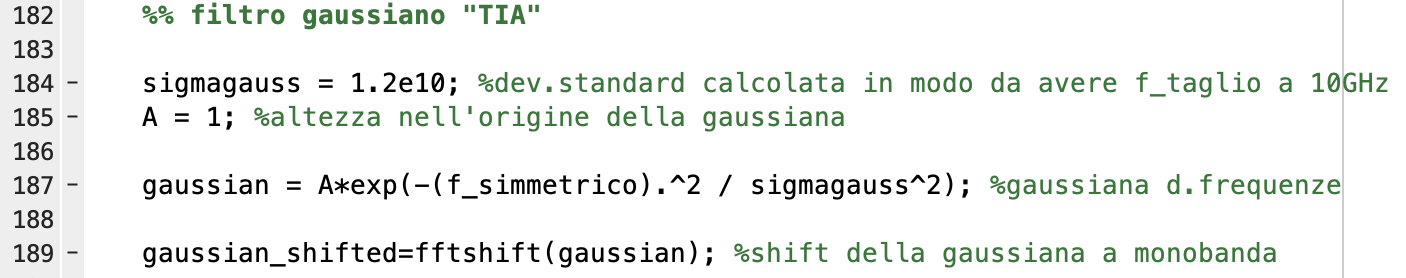 182 %% filtro gaussiano "TIA"
183
184 - sigmagauss = 1.2e10; %dev.standard calcolata in modo da avere f_taglio a 10GHz
185 - A = 1; %altezza nell'origine della gaussiana
186
187 - gaussian = A*exp(-(f_simmetrico).^2 / sigmagauss^2); %gaussiana d.frequenze
188
189 - gaussian_shifted=fftshift(gaussian); %shift della gaussiana a monobanda